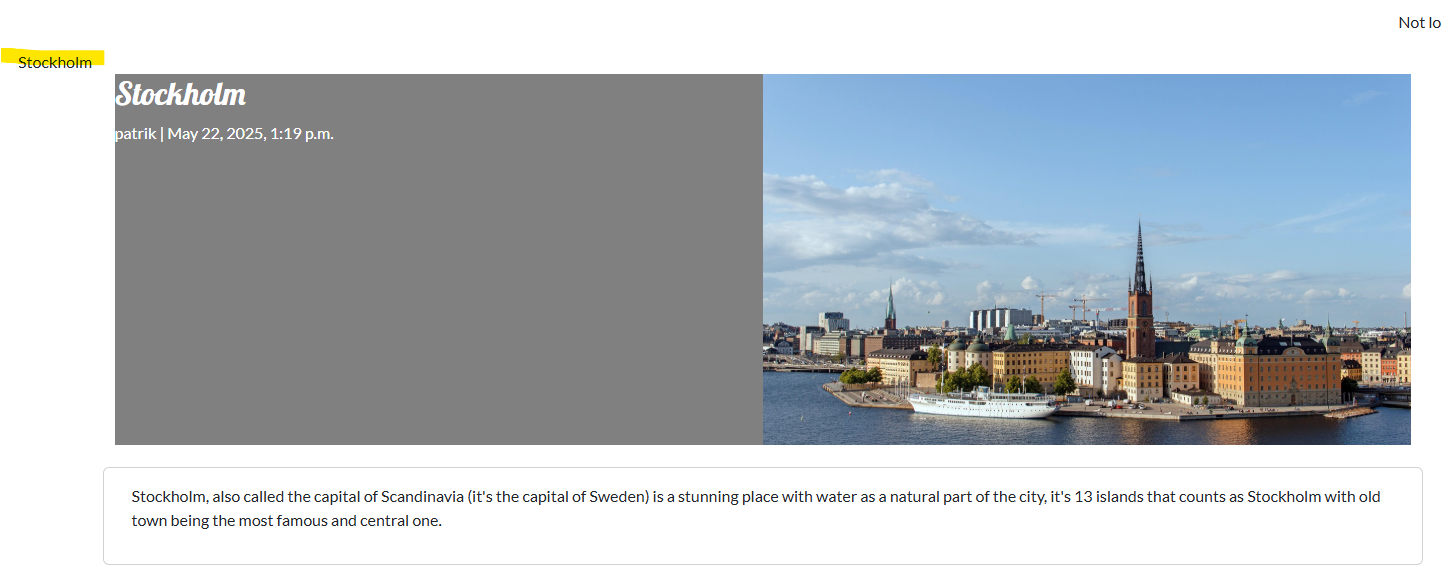 Not lo
Stockholm
Stockholm
patrik | May 22, 2025, 1:19 p.m.
Stockholm, also called the capital of Scandinavia (it's the capital of Sweden) is a stunning place with water as a natural part of the city, it's 13 islands that counts as Stockholm with old
town being the most famous and central one.